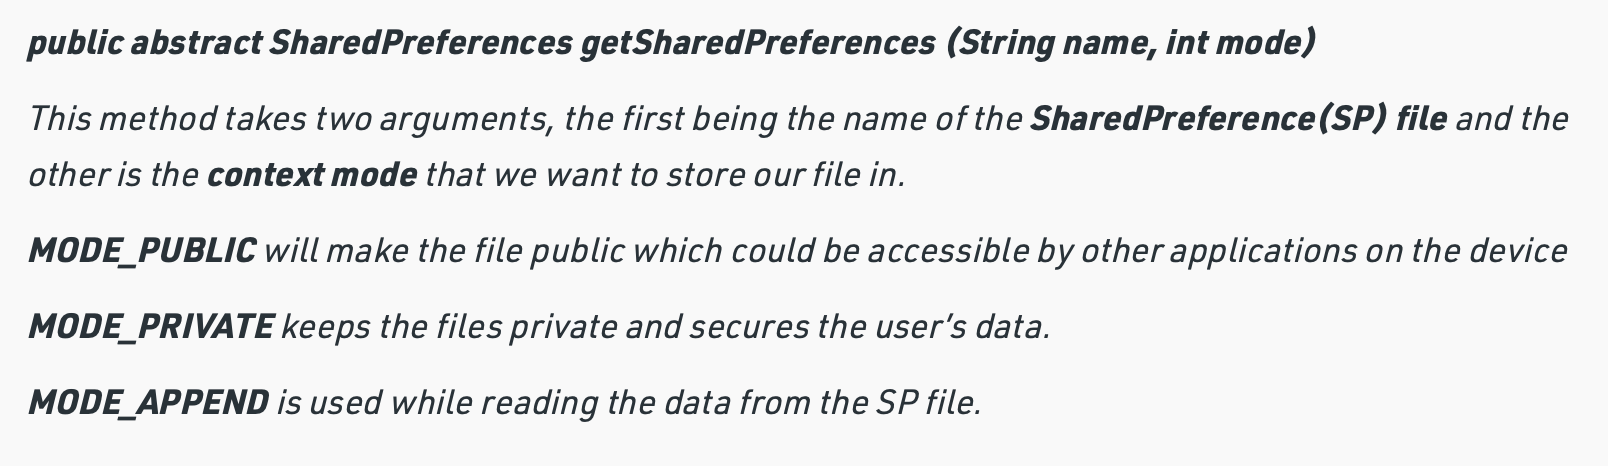 public abstract SharedPreferences getSharedPreferences (String name, int mode)
This method takes two arguments, the first being the name of the SharedPreference(SP) file and the
other is the context mode that we want to store our file in.
MODE_PUBLIC will make the file public which could be accessible by other applications on the device
MODE_PRIVATE keeps the files private and secures the user’s data.
MODE_APPEND is used while reading the data from the SP file.